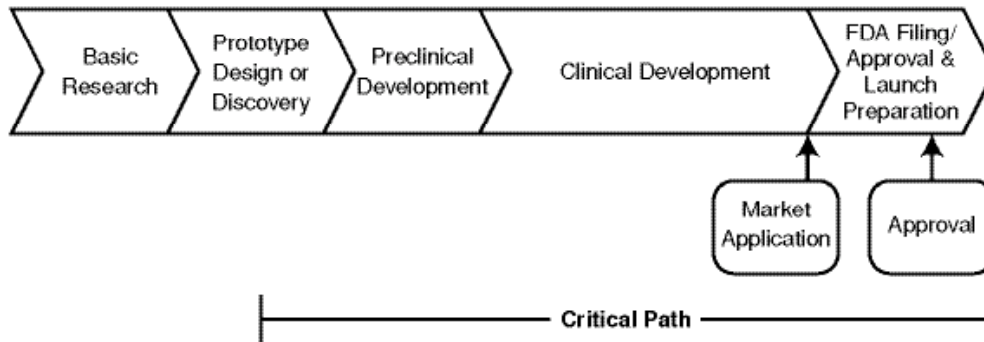 Basic
Research
Prototype
Design or
Discovery
Preclinical
Development
Clinical Development
FDA Filing/
Approval &
Launch
Preparation
Market
Application
Approval
Critical Path